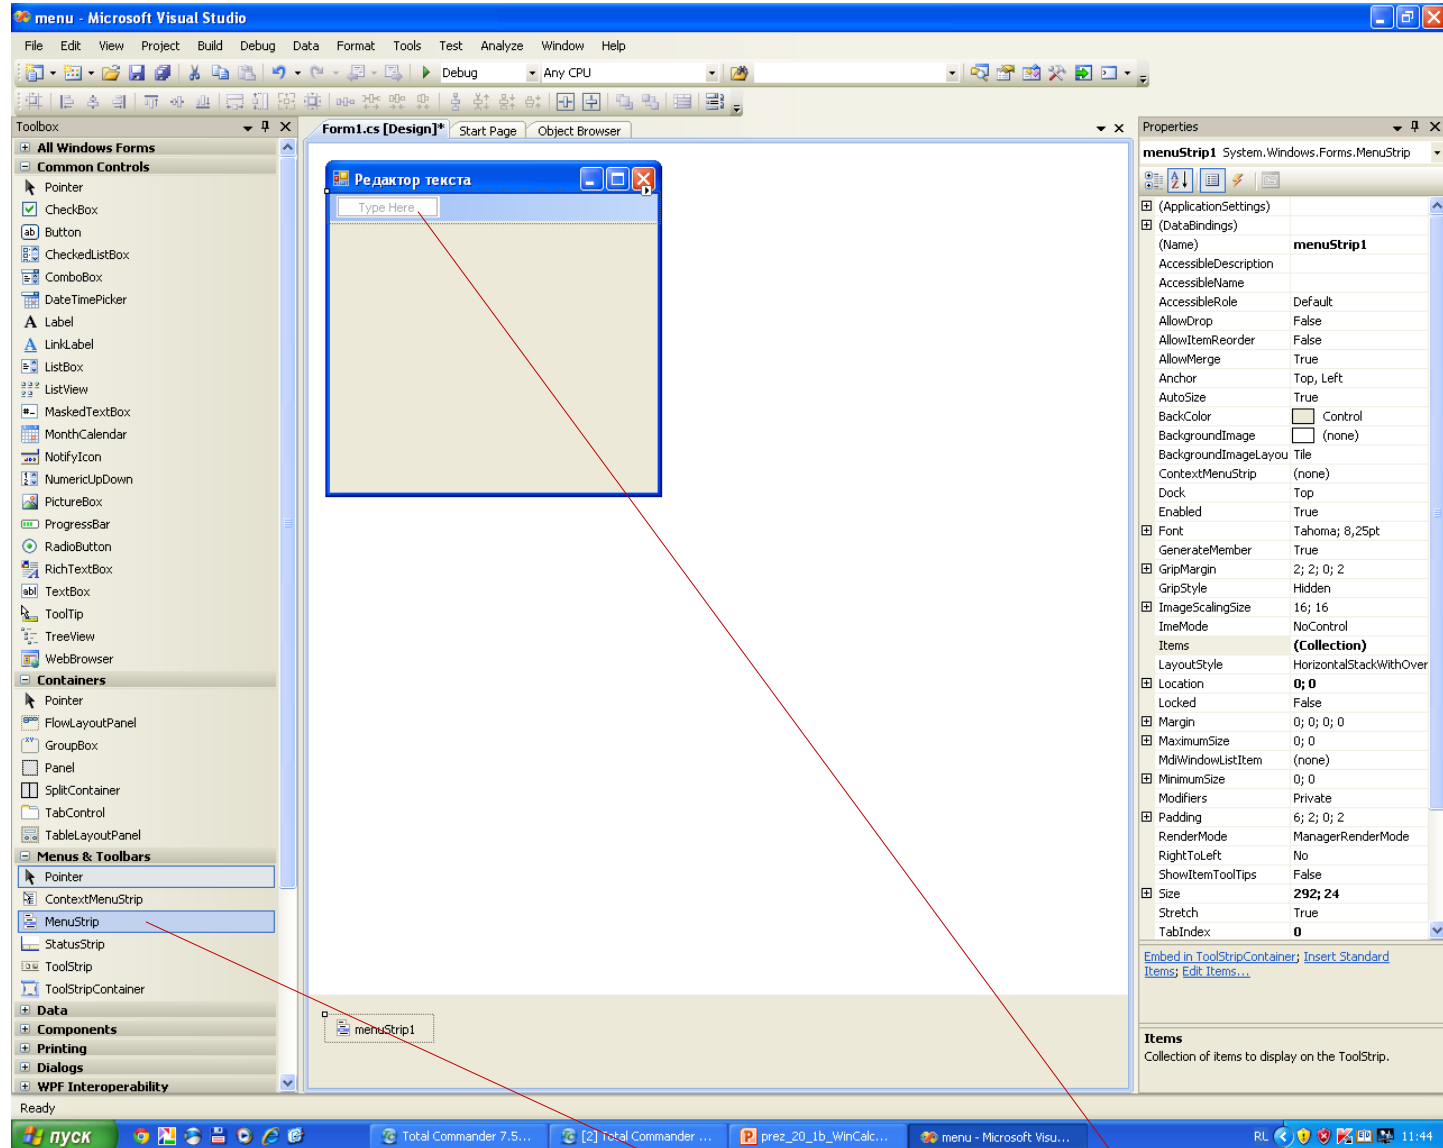 menu - Microsoft Visual Studio
File Edit View Project Build Debug Data Format Tools Test Analyze Window Help
Debug Any CPU
Toolbox
All Windows Forms
Common Controls
Pointer
CheckBox
Button
CheckedListBox
ComboBox
DateTimePicker
Label
LinkLabel
ListBox
ListView
MaskedTextBox
MonthCalendar
NotifyIcon
NumericUpDown
PictureBox
ProgressBar
RadioButton
RichTextBox
TextBox
ToolTip
TreeView
WebBrowser
Containers
Pointer
FlowLayoutPanel
GroupBox
Panel
SplitContainer
TabControl
TableLayoutPanel
Menus & Toolbars
Pointer
ContextMenuStrip
MenuStrip
StatusStrip
ToolStrip
ToolStripContainer
Data
Components
Printing
Dialogs
WPF Interoperability
Form1.cs [Design]* Start Page Object Browser
Редактор текста
Type Here
menuStrip1
Properties
menuStrip1 System.Windows.Forms.MenuStrip
(ApplicationSettings)
(DataBindings)
(Name) menuStrip1
AccessibleDescription
AccessibleName
AccessibleRole Default
AllowDrop False
AllowItemReorder False
AllowMerge True
Anchor Top, Left
AutoSize True
BackColor Control
BackgroundImage (none)
BackgroundImageLayou Tile
ContextMenuStrip (none)
Dock Top
Enabled True
Font Tahoma; 8,25pt
GenerateMember True
GripMargin 2; 2; 0; 2
GripStyle Hidden
ImageScalingSize 16; 16
ImeMode NoControl
Items (Collection)
LayoutStyle HorizontalStackWithOver
Location 0; 0
Locked False
Margin 0; 0; 0; 0
MaximumSize 0; 0
MdiWindowListItem (none)
MinimumSize 0; 0
Modifiers Private
Padding 6; 2; 0; 2
RenderMode ManagerRenderMode
RightToLeft No
ShowItemToolTips False
Size 292; 24
Stretch True
TabIndex 0
Embed in ToolStripContainer; Insert Standard
Items; Edit Items...
Items
Collection of items to display on the ToolStrip.
Ready
пуск Total Commander 7.5... [2] Total Commander ... prez_20_1b_WinCalc... menu - Microsoft Visu... RL 11:44